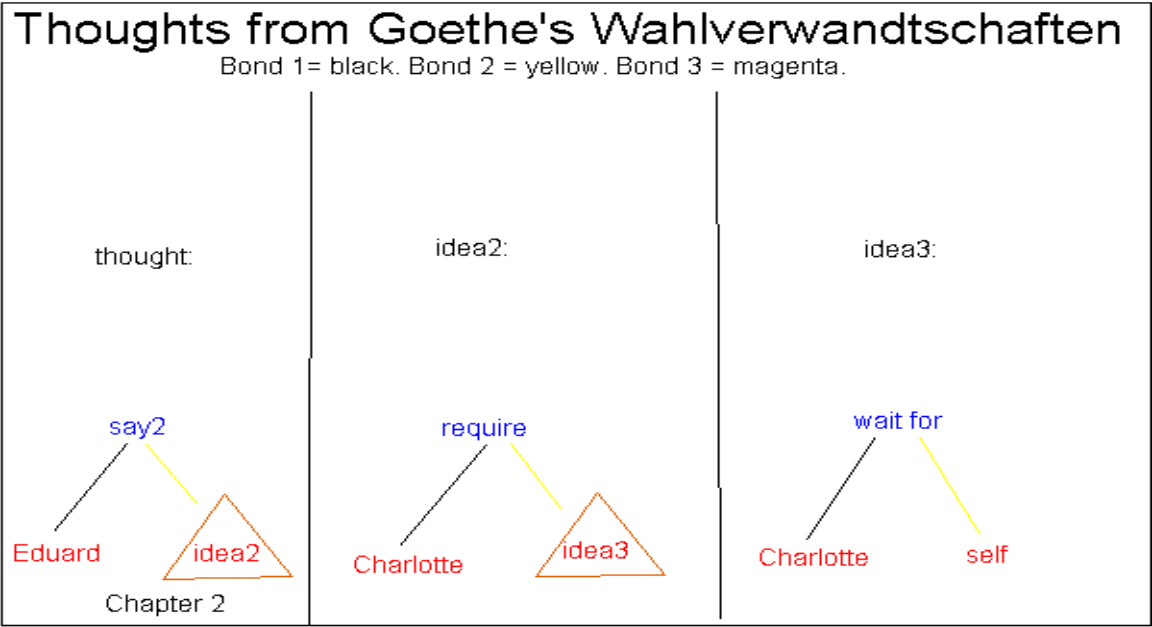 Thoughts from Goethe's Wahlverwandtschaften
Bond 1= black. Bond 2 = yellow. Bond 3 = magenta.
thought:
say2
Eduard
idea2
Chapter 2
idea2:
require
Charlotte
idea3
idea3:
wait for
Charlotte
self